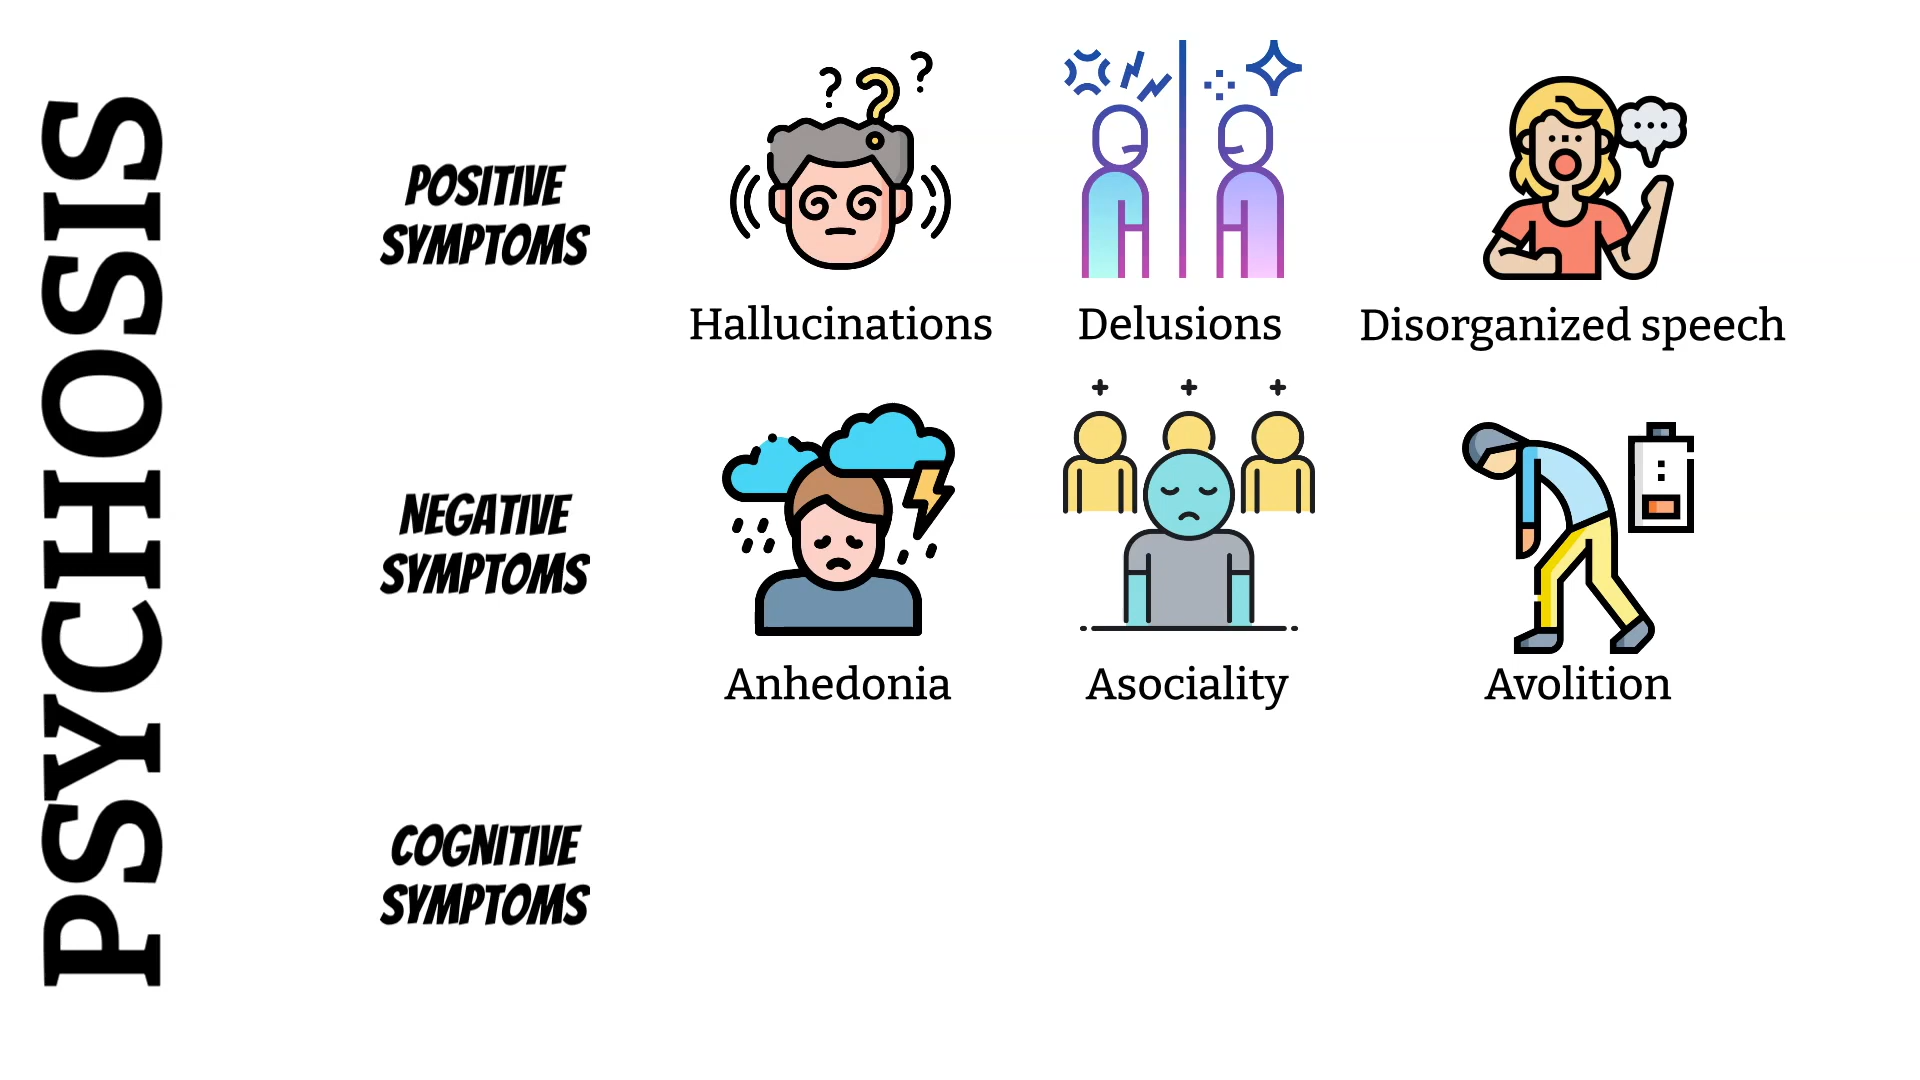 PSYCHOSIS
POSITIVE
SYMPTOMS
Hallucinations
Delusions
Disorganized speech
NEGATIVE
SYMPTOMS
Anhedonia
Asociality
Avolition
COGNITIVE
SYMPTOMS